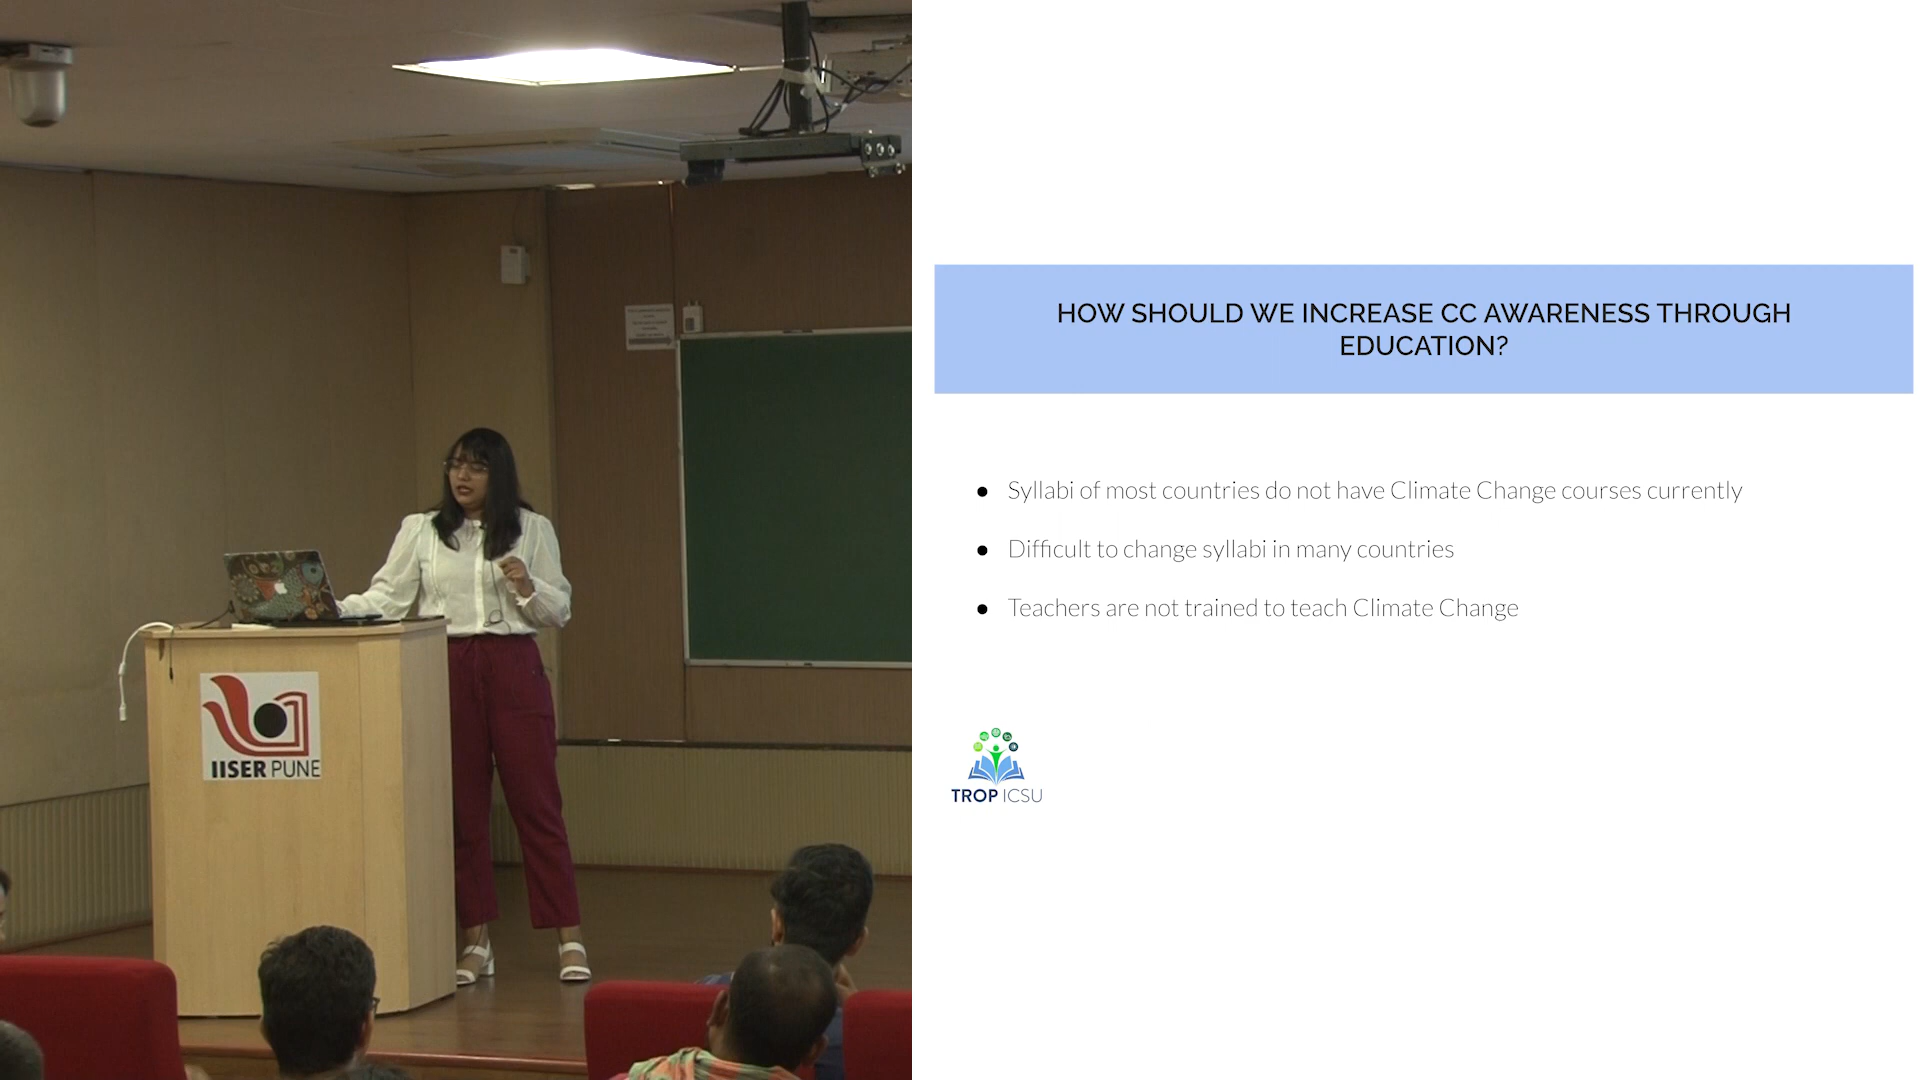 HOW SHOULD WE INCREASE CC AWARENESS THROUGH
EDUCATION?
● Syllabi of most countries do not have Climate Change courses currently
● Difficult to change syllabi in many countries
● Teachers are not trained to teach Climate Change
TROP ICSU
IISER PUNE